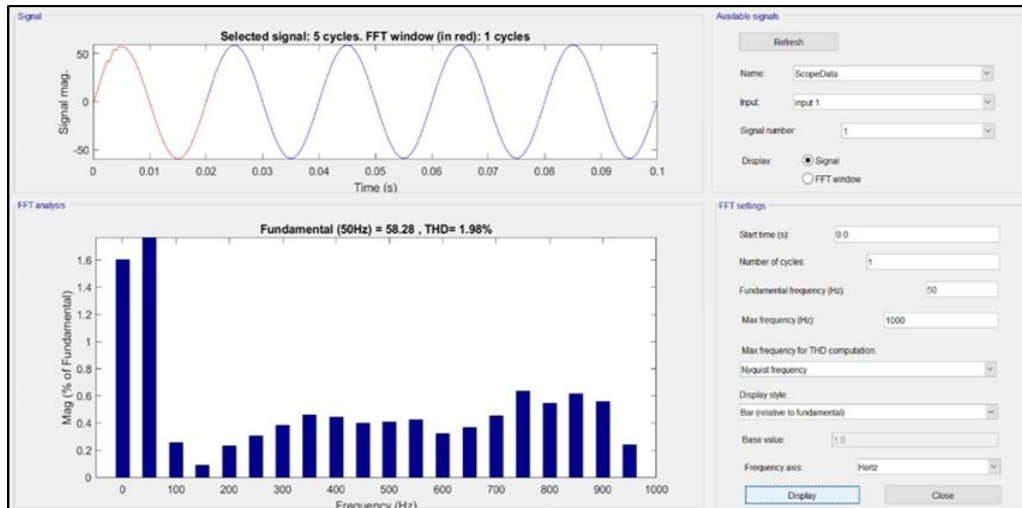 Signal
Selected signal: 5 cycles. FFT window (in red): 1 cycles
50
0
-50
Signal mag.
0 0.01 0.02 0.03 0.04 0.05 0.06 0.07 0.08 0.09 0.1
Time (s)
FFT analysis
Fundamental (50Hz) = 58.28 , THD= 1.98%
1.6
1.4
1.2
1
0.8
0.6
0.4
0.2
0
Mag (% of Fundamental)
0 100 200 300 400 500 600 700 800 900 1000
Frequency (Hz)
Available signals
Refresh
Name: ScopeData
Input: input 1
Signal number: 1
Display: Signal
FFT window
FFT settings
Start time (s): 0.0
Number of cycles: 1
Fundamental frequency (Hz): 50
Max frequency (Hz): 1000
Max frequency for THD computation:
Nyquist frequency
Display style:
Bar (relative to fundamental)
Base value: 1.0
Frequency axis: Hertz
Display Close